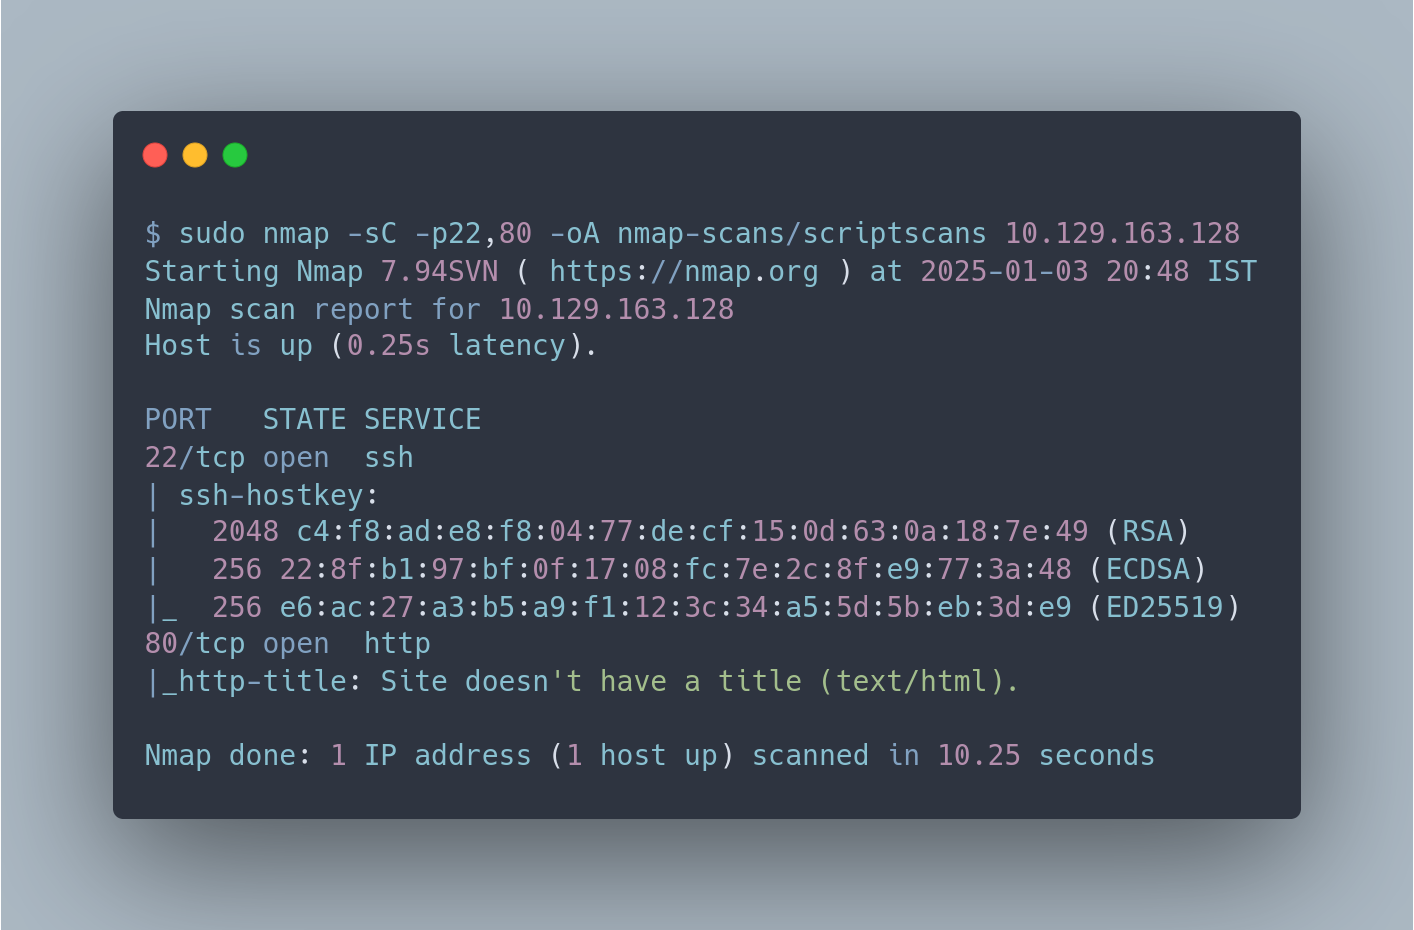 $ sudo nmap -sC -p22,80 -oA nmap-scans/scriptscans 10.129.163.128
Starting Nmap 7.94SVN ( https://nmap.org ) at 2025-01-03 20:48 IST
Nmap scan report for 10.129.163.128
Host is up (0.25s latency).
PORT   STATE SERVICE
22/tcp open  ssh
| ssh-hostkey:
|   2048 c4:f8:ad:e8:f8:04:77:de:cf:15:0d:63:0a:18:7e:49 (RSA)
|   256 22:8f:b1:97:bf:0f:17:08:fc:7e:2c:8f:e9:77:3a:48 (ECDSA)
|_  256 e6:ac:27:a3:b5:a9:f1:12:3c:34:a5:5d:5b:eb:3d:e9 (ED25519)
80/tcp open  http
|_http-title: Site doesn't have a title (text/html).
Nmap done: 1 IP address (1 host up) scanned in 10.25 seconds